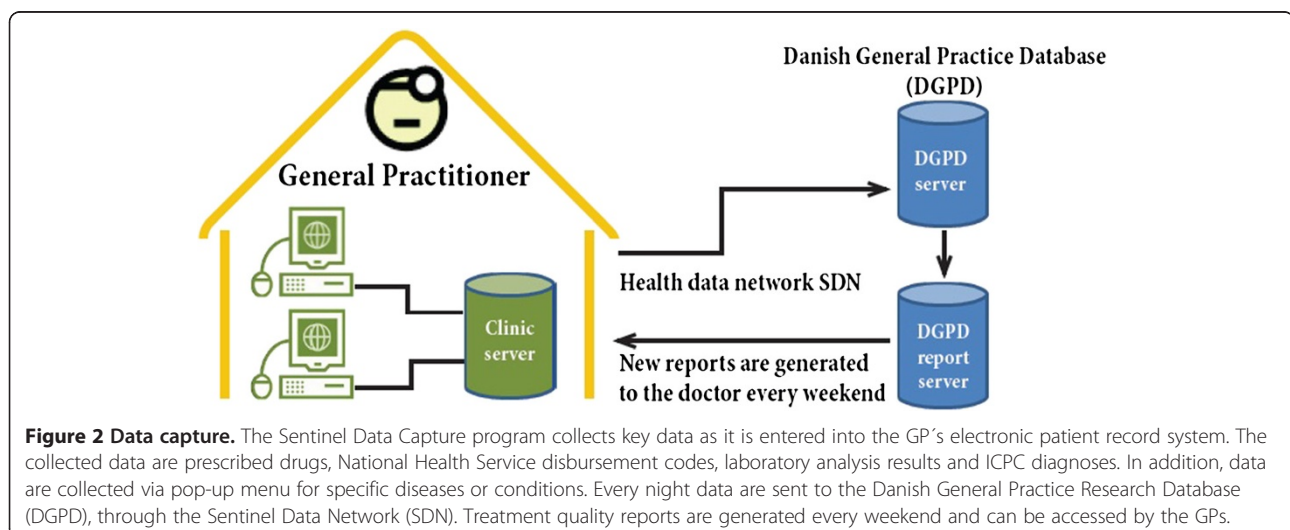 Danish General Practice Database
(DGPD)
General Practitioner
DGPD
server
Health data network SDN
Clinic
server
DGPD
report
server
New reports are generated
to the doctor every weekend
Figure 2 Data capture. The Sentinel Data Capture program collects key data as it is entered into the GP´s electronic patient record system. The
collected data are prescribed drugs, National Health Service disbursement codes, laboratory analysis results and ICPC diagnoses. In addition, data
are collected via pop-up menu for specific diseases or conditions. Every night data are sent to the Danish General Practice Research Database
(DGPD), through the Sentinel Data Network (SDN). Treatment quality reports are generated every weekend and can be accessed by the GPs.